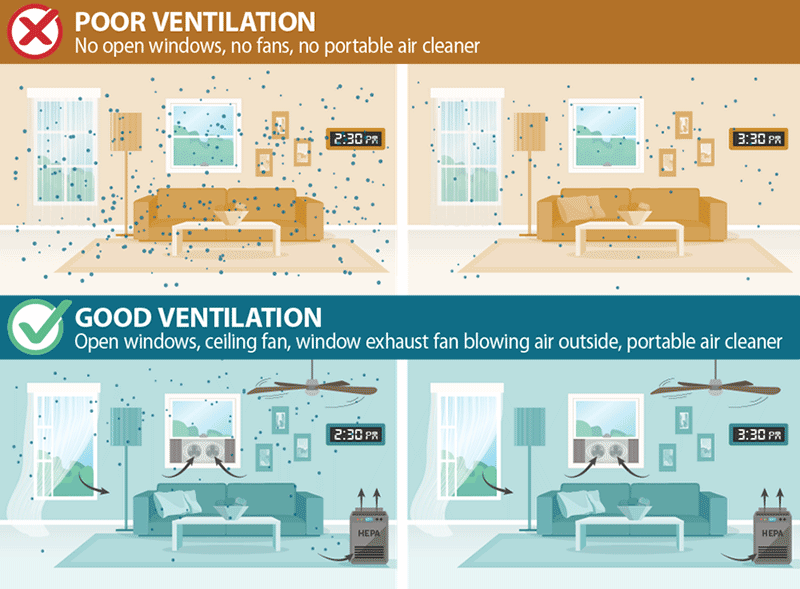 POOR VENTILATION
No open windows, no fans, no portable air cleaner
2:30 PM
3:30 PM
GOOD VENTILATION
Open windows, ceiling fan, window exhaust fan blowing air outside, portable air cleaner
2:30 PM
3:30 PM
HEPA
HEPA